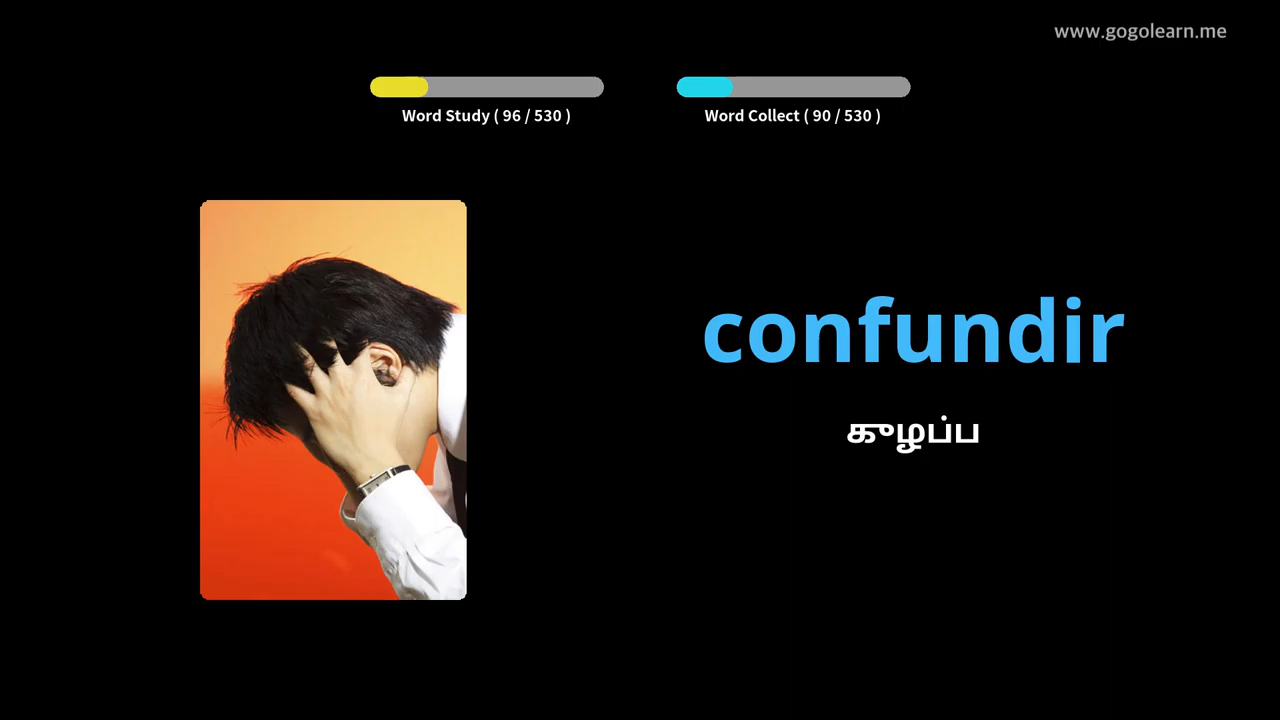 www.gogolearn.me
Word Study ( 96 / 530 )
Word Collect ( 90 / 530 )
confundir
குழப்ப